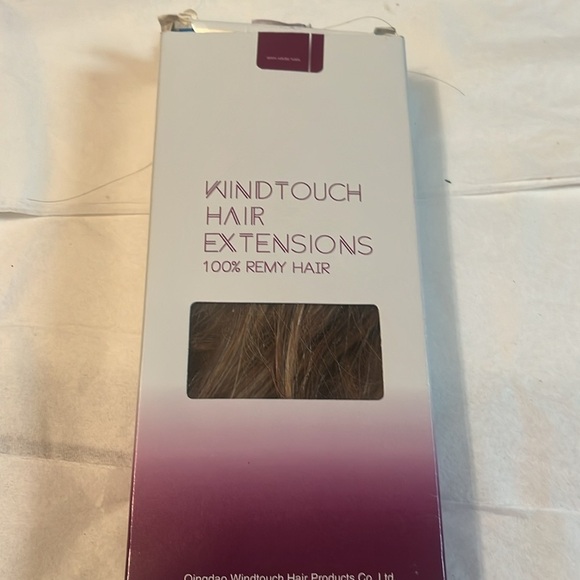 WINDTOUCH
HAIR
EXTENSIONS
100% REMY HAIR
Qingdao Windtouch Hair Products Co.,Ltd